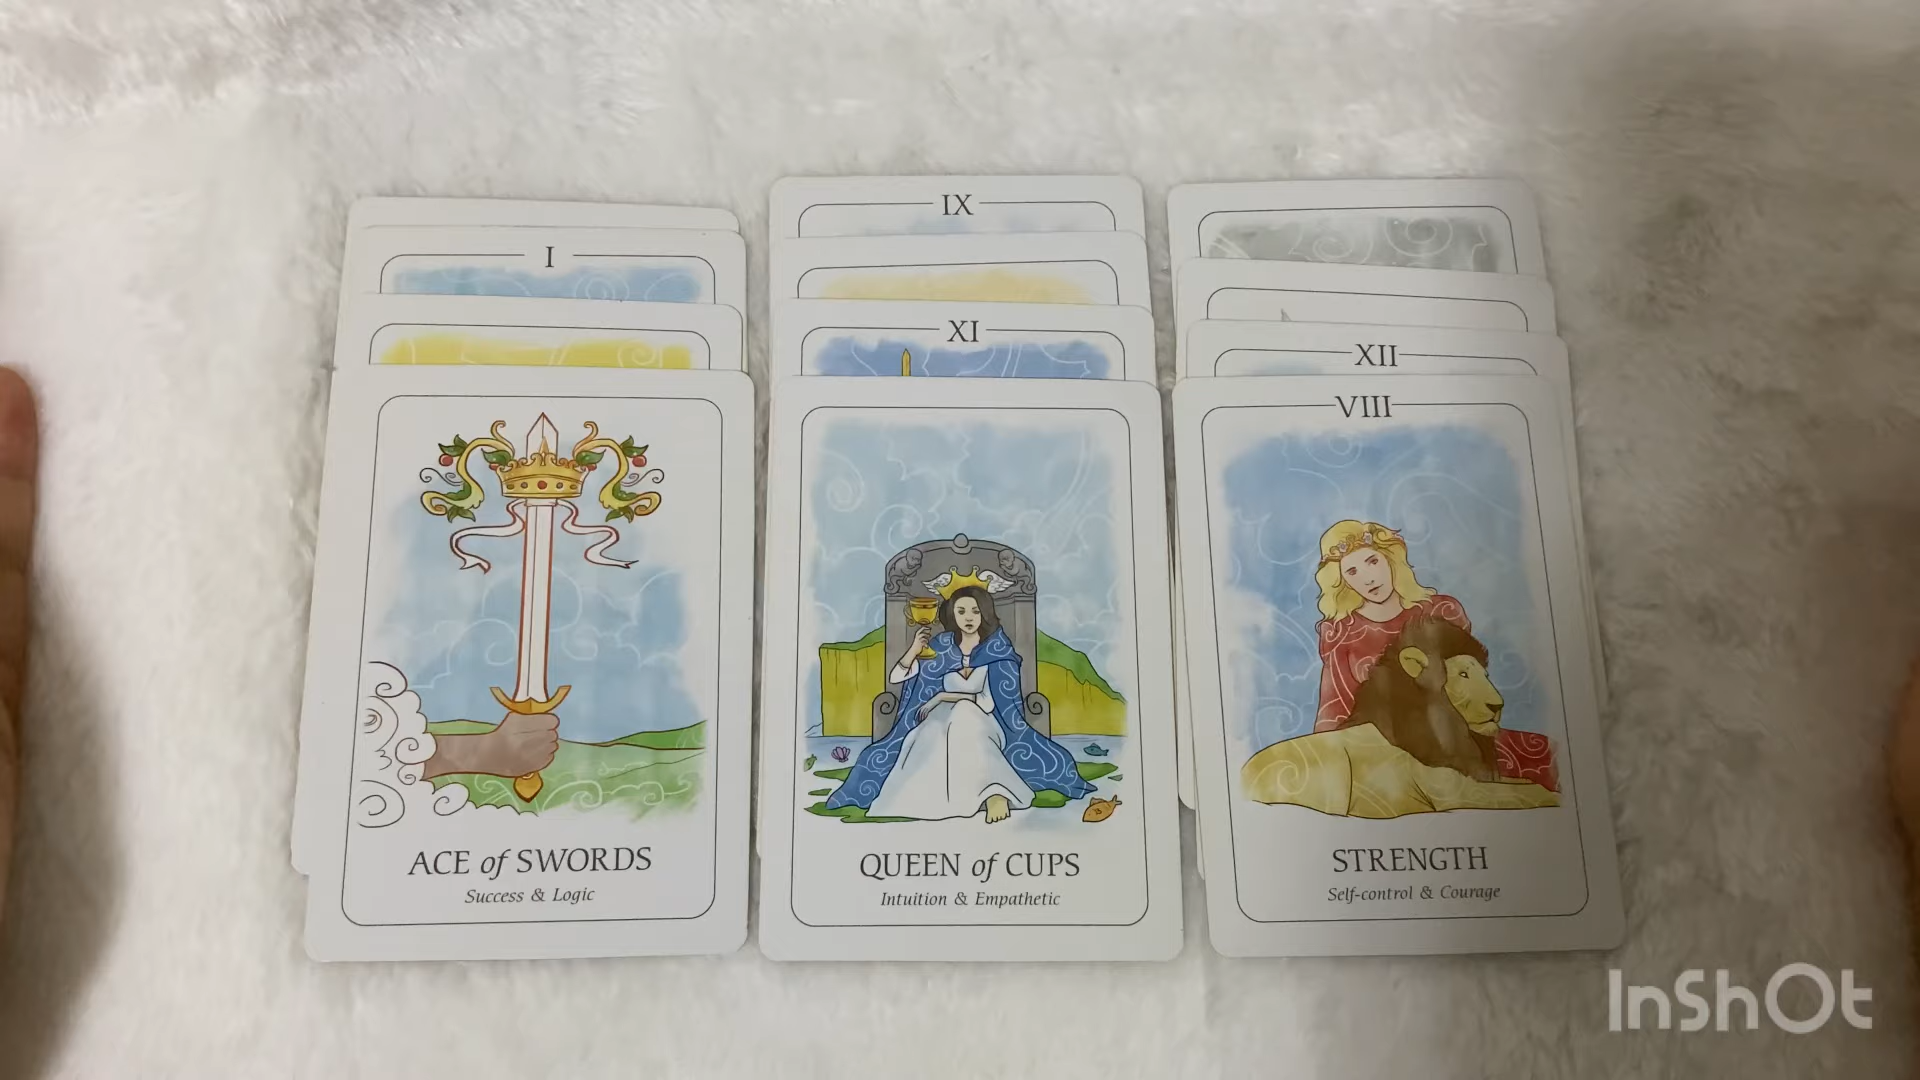 I
IX
XI
XII
VIII
ACE of SWORDS
Success & Logic
QUEEN of CUPS
Intuition & Empathetic
STRENGTH
Self-control & Courage
InShOt